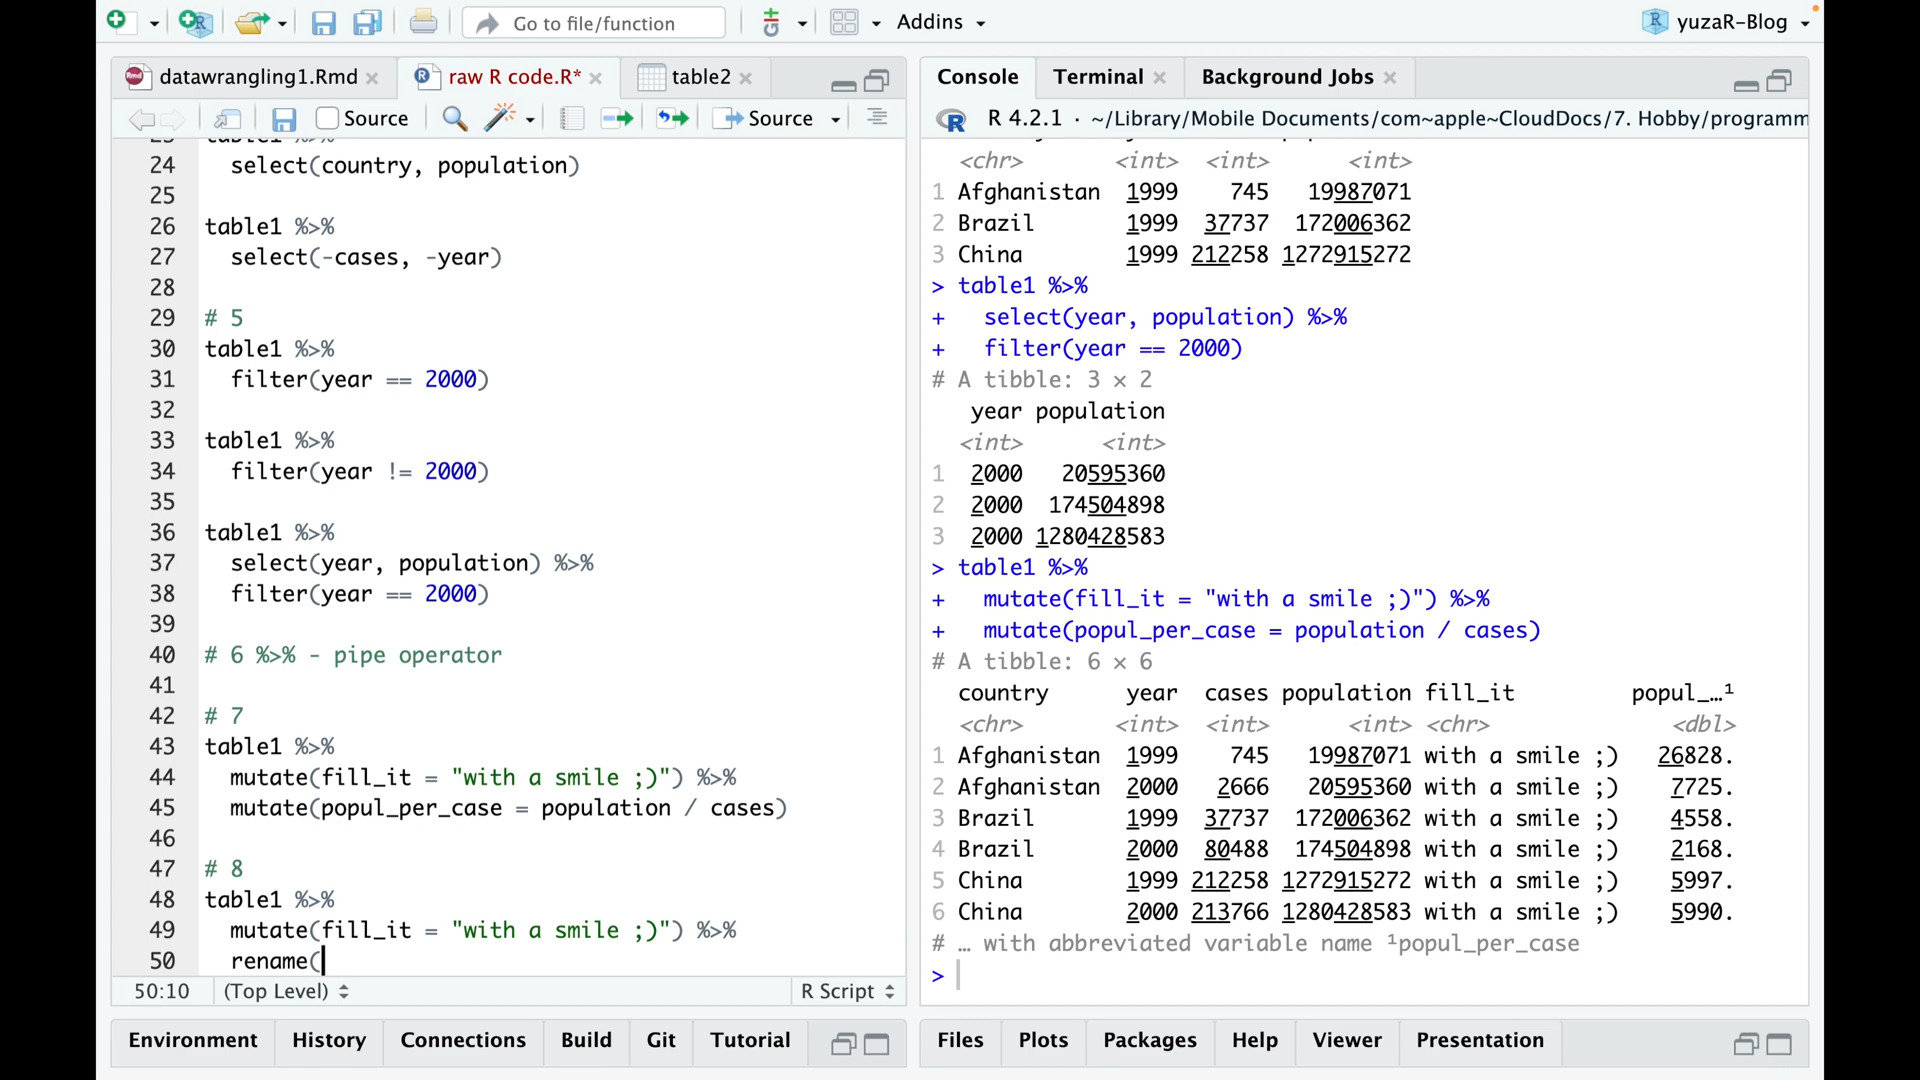 Go to file/function
Addins
yuzaR-Blog
datawrangling1.Rmd
raw R code.R*
table2
Source
Source
24 select(country, population)
25
26 table1 %>%
27 select(-cases, -year)
28
29 # 5
30 table1 %>%
31 filter(year == 2000)
32
33 table1 %>%
34 filter(year != 2000)
35
36 table1 %>%
37 select(year, population) %>%
38 filter(year == 2000)
39
40 # 6 %>% - pipe operator
41
42 # 7
43 table1 %>%
44 mutate(fill_it = "with a smile ;)") %>%
45 mutate(popul_per_case = population / cases)
46
47 # 8
48 table1 %>%
49 mutate(fill_it = "with a smile ;)") %>%
50 rename(
50:10 (Top Level) R Script
Environment History Connections Build Git Tutorial
Console Terminal Background Jobs
R 4.2.1 · ~/Library/Mobile Documents/com~apple~CloudDocs/7. Hobby/programm
<chr> <int> <int> <int>
1 Afghanistan 1999 745 19987071
2 Brazil 1999 37737 172006362
3 China 1999 212258 1272915272
> table1 %>%
+ select(year, population) %>%
+ filter(year == 2000)
# A tibble: 3 × 2
year population
<int> <int>
1 2000 20595360
2 2000 174504898
3 2000 1280428583
> table1 %>%
+ mutate(fill_it = "with a smile ;)") %>%
+ mutate(popul_per_case = population / cases)
# A tibble: 6 × 6
country year cases population fill_it popul_…¹
<chr> <int> <int> <int> <chr> <dbl>
1 Afghanistan 1999 745 19987071 with a smile ;) 26828.
2 Afghanistan 2000 2666 20595360 with a smile ;) 7725.
3 Brazil 1999 37737 172006362 with a smile ;) 4558.
4 Brazil 2000 80488 174504898 with a smile ;) 2168.
5 China 1999 212258 1272915272 with a smile ;) 5997.
6 China 2000 213766 1280428583 with a smile ;) 5990.
# … with abbreviated variable name ¹popul_per_case
>
Files Plots Packages Help Viewer Presentation